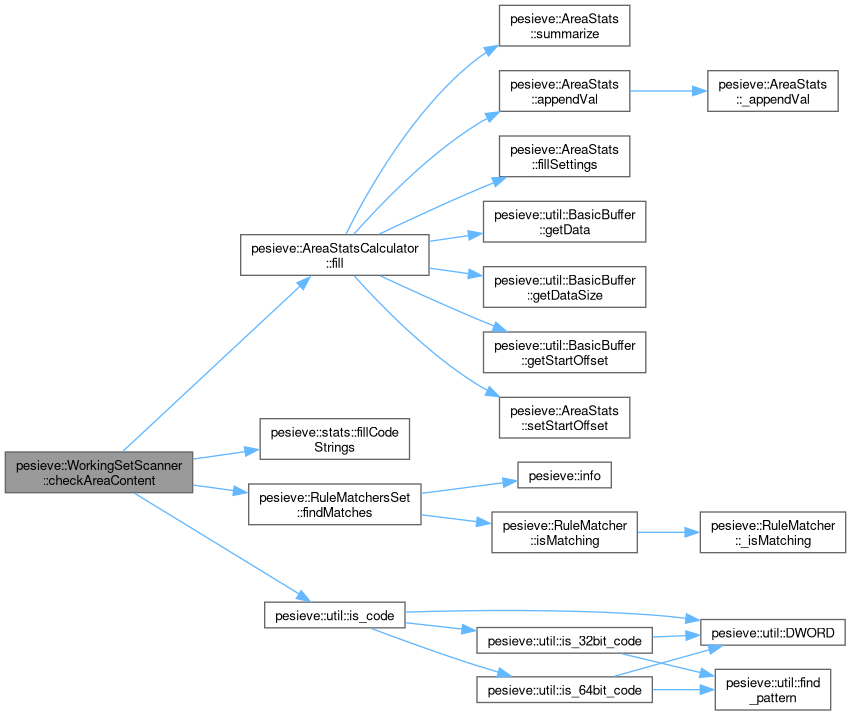 pesieve::AreaStats
::summarize
pesieve::AreaStats
::appendVal
pesieve::AreaStats
::_appendVal
pesieve::AreaStats
::fillSettings
pesieve::util::BasicBuffer
::getData
pesieve::AreaStatsCalculator
::fill
pesieve::util::BasicBuffer
::getDataSize
pesieve::util::BasicBuffer
::getStartOffset
pesieve::AreaStats
::setStartOffset
pesieve::stats::fillCode
Strings
pesieve::WorkingSetScanner
::checkAreaContent
pesieve::info
pesieve::RuleMatchersSet
::findMatches
pesieve::RuleMatcher
::isMatching
pesieve::RuleMatcher
::_isMatching
pesieve::util::is_code
pesieve::util::DWORD
pesieve::util::is_32bit_code
pesieve::util::find
_pattern
pesieve::util::is_64bit_code